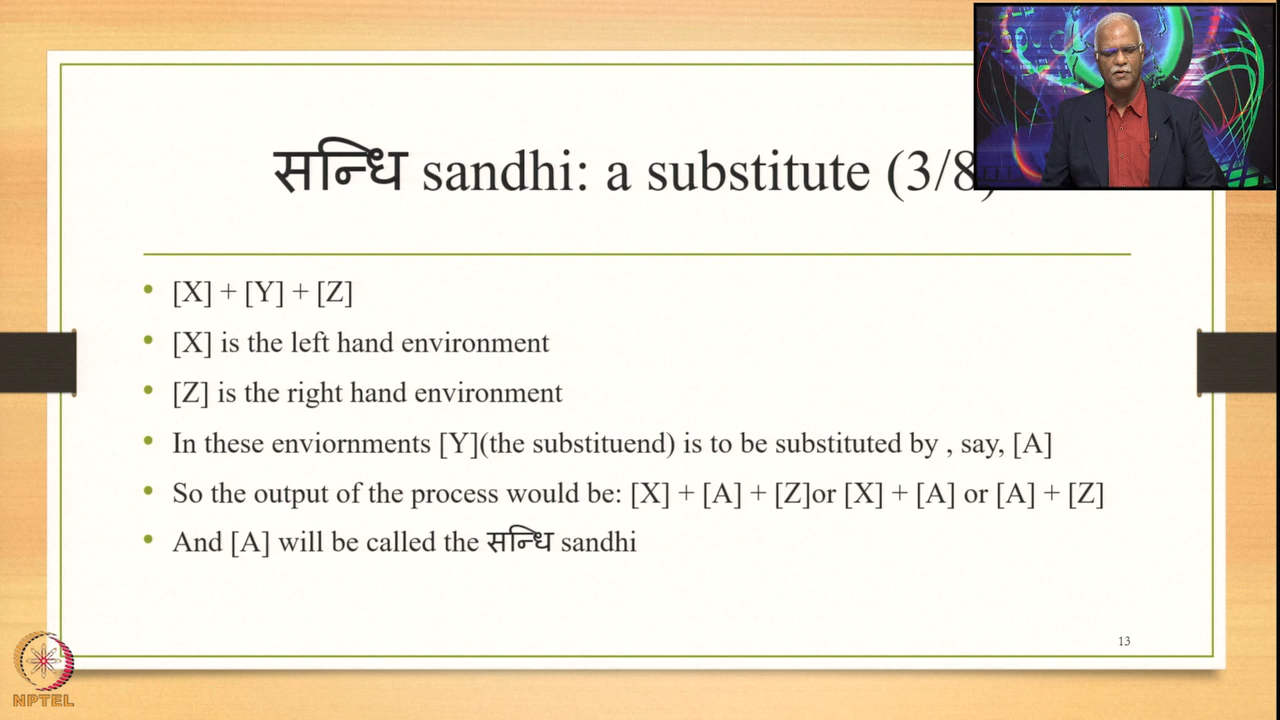 सन्धि sandhi: a substitute (3/8)
[X] + [Y] + [Z]
[X] is the left hand environment
[Z] is the right hand environment
In these enviornments [Y](the substituend) is to be substituted by , say, [A]
So the output of the process would be: [X] + [A] + [Z]or [X] + [A] or [A] + [Z]
And [A] will be called the सन्धि sandhi
13
NPTEL